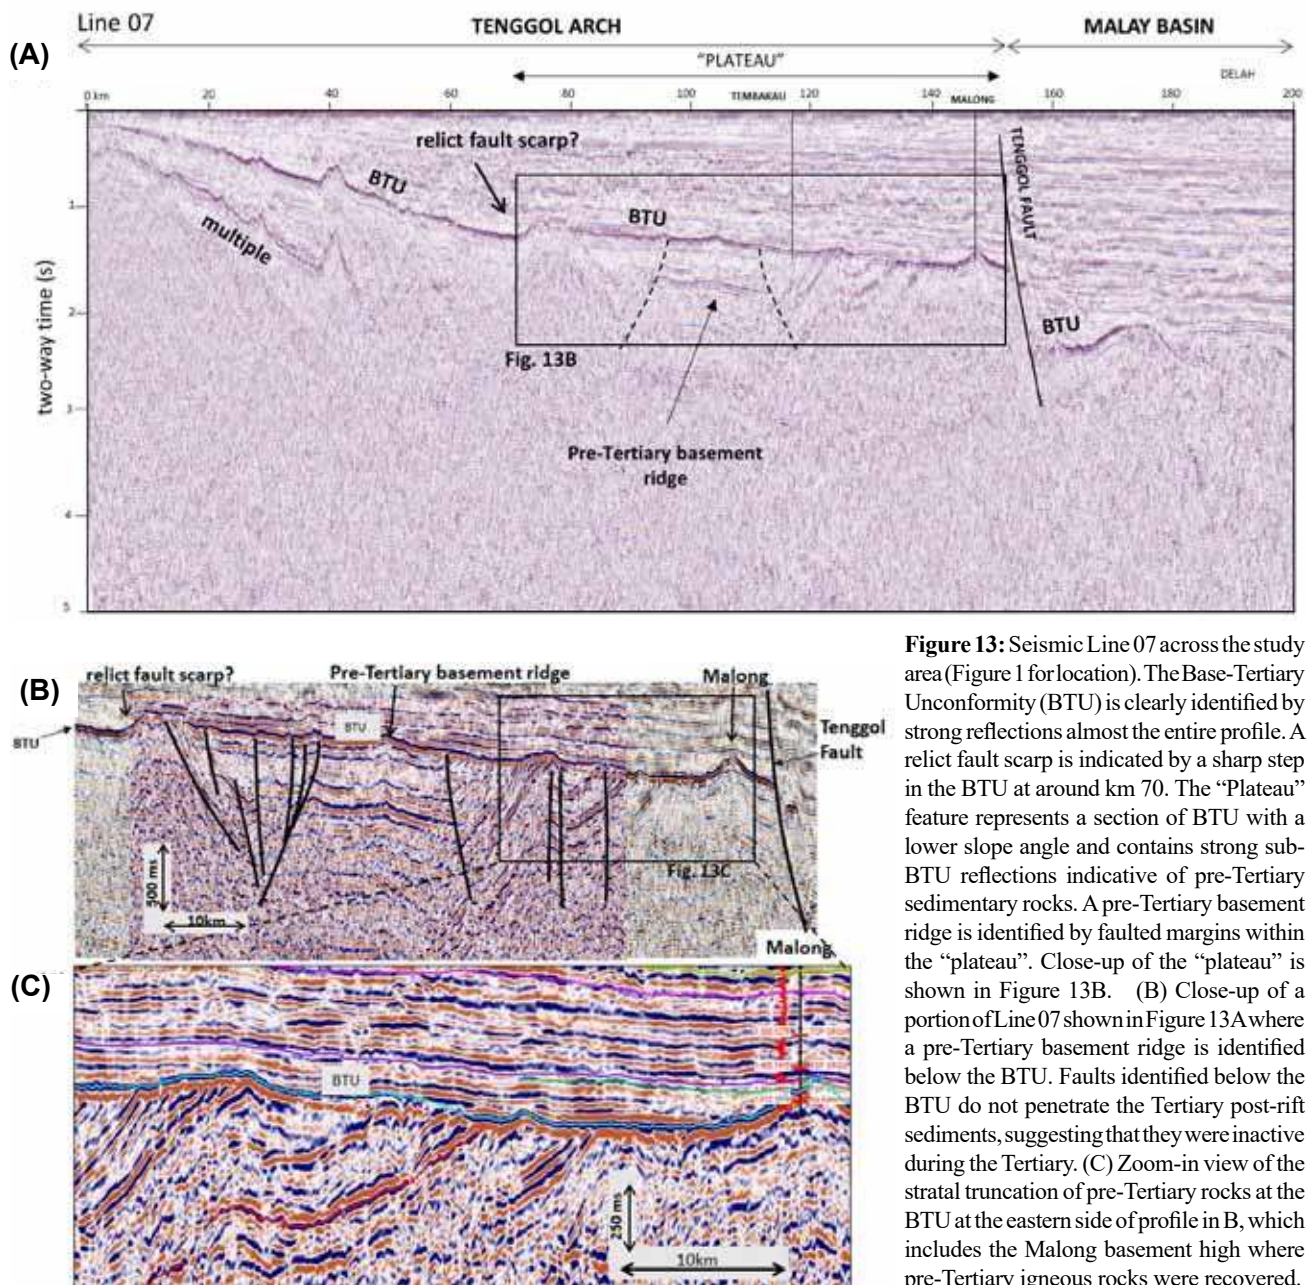 Line 07
TENGGOL ARCH
MALAY BASIN
(A)
"PLATEAU"
DELAH
0 km 20 40 60 80 100 TEMBAKAU 120 140 MALONG 160 180 200
relict fault scarp?
TENGGOL FAULT
BTU
BTU
1
multiple
two-way time (s)
2
BTU
Fig. 13B
3
Pre-Tertiary basement
ridge
4
5
(B)
relict fault scarp?
Pre-Tertiary basement ridge
Malong
BTU
BTU
Tenggol
Fault
500 ms
10km
Fig. 13C
Malong
(C)
BTU
250 ms
10km
Figure 13: Seismic Line 07 across the study
area (Figure 1 for location). The Base-Tertiary
Unconformity (BTU) is clearly identified by
strong reflections almost the entire profile. A
relict fault scarp is indicated by a sharp step
in the BTU at around km 70. The “Plateau”
feature represents a section of BTU with a
lower slope angle and contains strong sub-
BTU reflections indicative of pre-Tertiary
sedimentary rocks. A pre-Tertiary basement
ridge is identified by faulted margins within
the “plateau”. Close-up of the “plateau” is
shown in Figure 13B. (B) Close-up of a
portion of Line 07 shown in Figure 13A where
a pre-Tertiary basement ridge is identified
below the BTU. Faults identified below the
BTU do not penetrate the Tertiary post-rift
sediments, suggesting that they were inactive
during the Tertiary. (C) Zoom-in view of the
stratal truncation of pre-Tertiary rocks at the
BTU at the eastern side of profile in B, which
includes the Malong basement high where
pre-Tertiary igneous rocks were recovered.